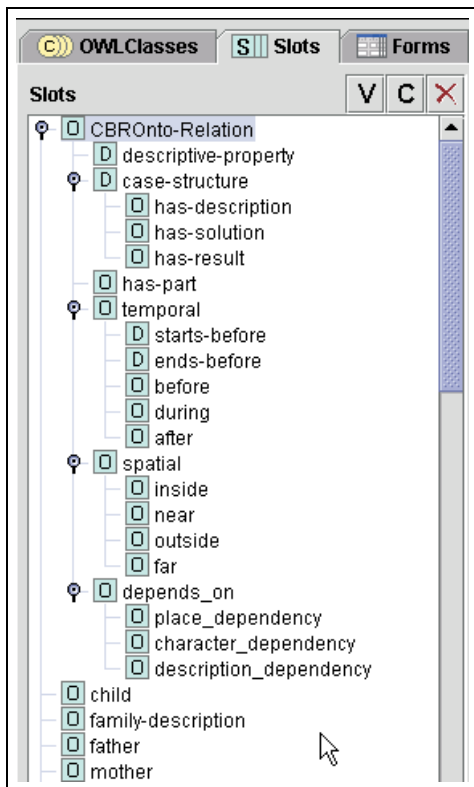 C OWLClasses S Slots Forms
Slots V C
O CBROnto-Relation
D descriptive-property
D case-structure
O has-description
O has-solution
O has-result
O has-part
O temporal
D starts-before
D ends-before
O before
O during
O after
O spatial
O inside
O near
O outside
O far
O depends_on
O place_dependency
O character_dependency
O description_dependency
O child
O family-description
O father
O mother